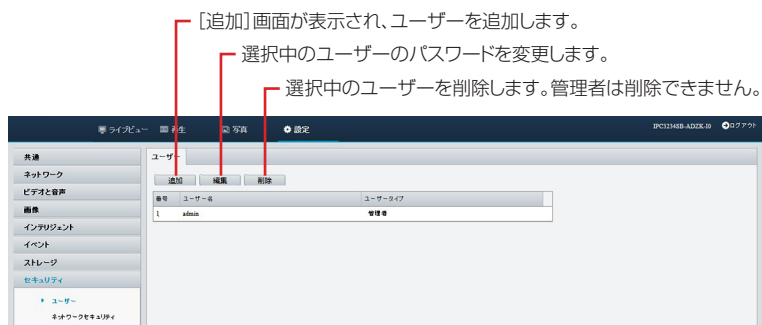 [追加]画面が表示され、ユーザーを追加します。
選択中のユーザーのパスワードを変更します。
選択中のユーザーを削除します。管理者は削除できません。
ライブビュー 再生 写真 設定 IPC3234SB-ADZK-I0 ログアウト
共通 ユーザー
ネットワーク 追加 編集 削除
ビデオと音声
番号 ユーザー名 ユーザータイプ
画像
1 admin 管理者
インテリジェント
イベント
ストレージ
セキュリティ
ユーザー
ネットワークセキュリティ